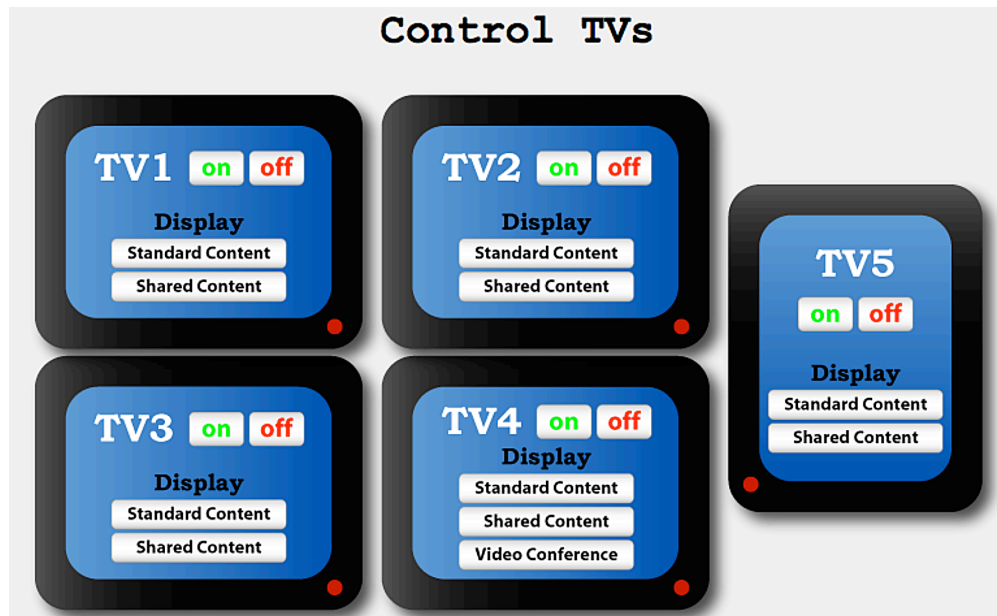 Control TVs
TV1 on off
Display
Standard Content
Shared Content
TV2 on off
Display
Standard Content
Shared Content
TV3 on off
Display
Standard Content
Shared Content
TV4 on off
Display
Standard Content
Shared Content
Video Conference
TV5
on off
Display
Standard Content
Shared Content